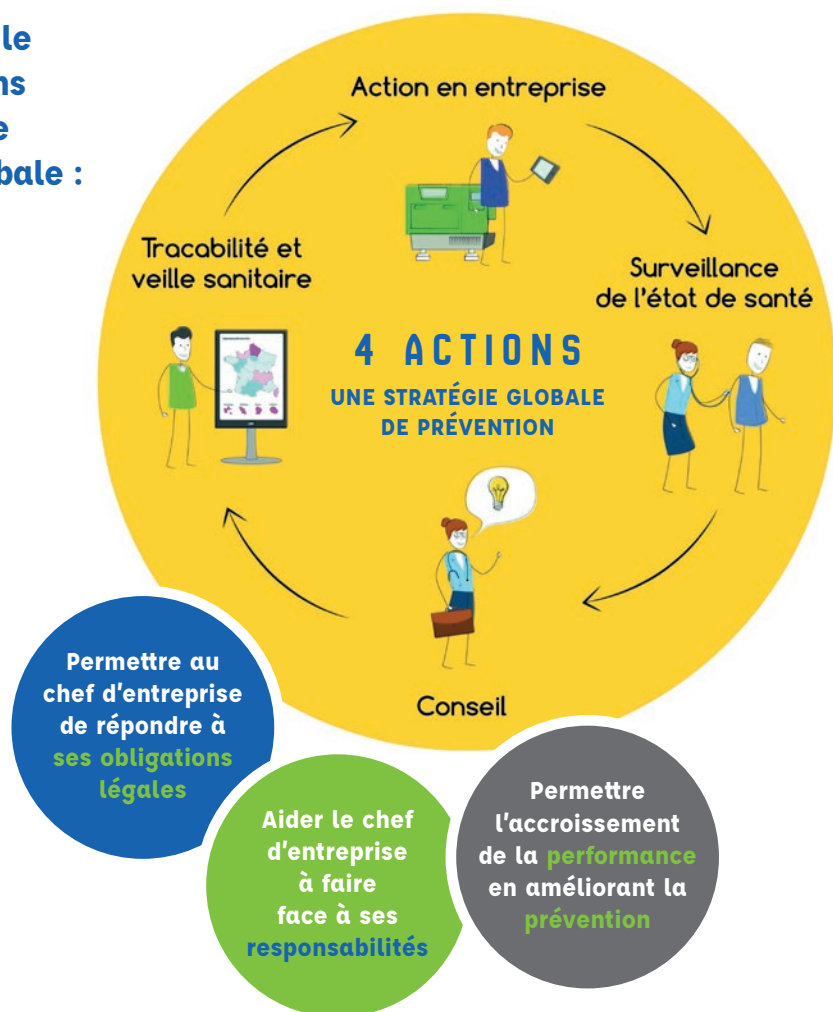 le
ns
e
bale :
Action en entreprise
Tracabilité et
veille sanitaire
Surveillance
de l'état de santé
4 ACTIONS
UNE STRATÉGIE GLOBALE
DE PRÉVENTION
Conseil
Permettre au
chef d'entreprise
de répondre à
ses obligations
légales
Aider le chef
d'entreprise
à faire
face à ses
responsabilités
Permettre
l'accroissement
de la performance
en améliorant la
prévention